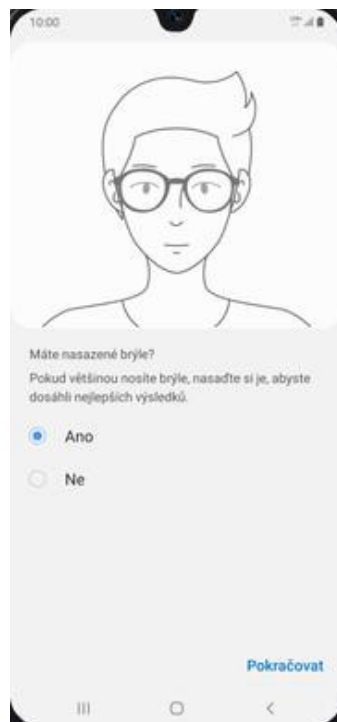 10:00
Máte nasazené brýle?
Pokud většinou nosíte brýle, nasaďte si je, abyste
dosáhli nejlepších výsledků.
Ano
Ne
Pokračovat